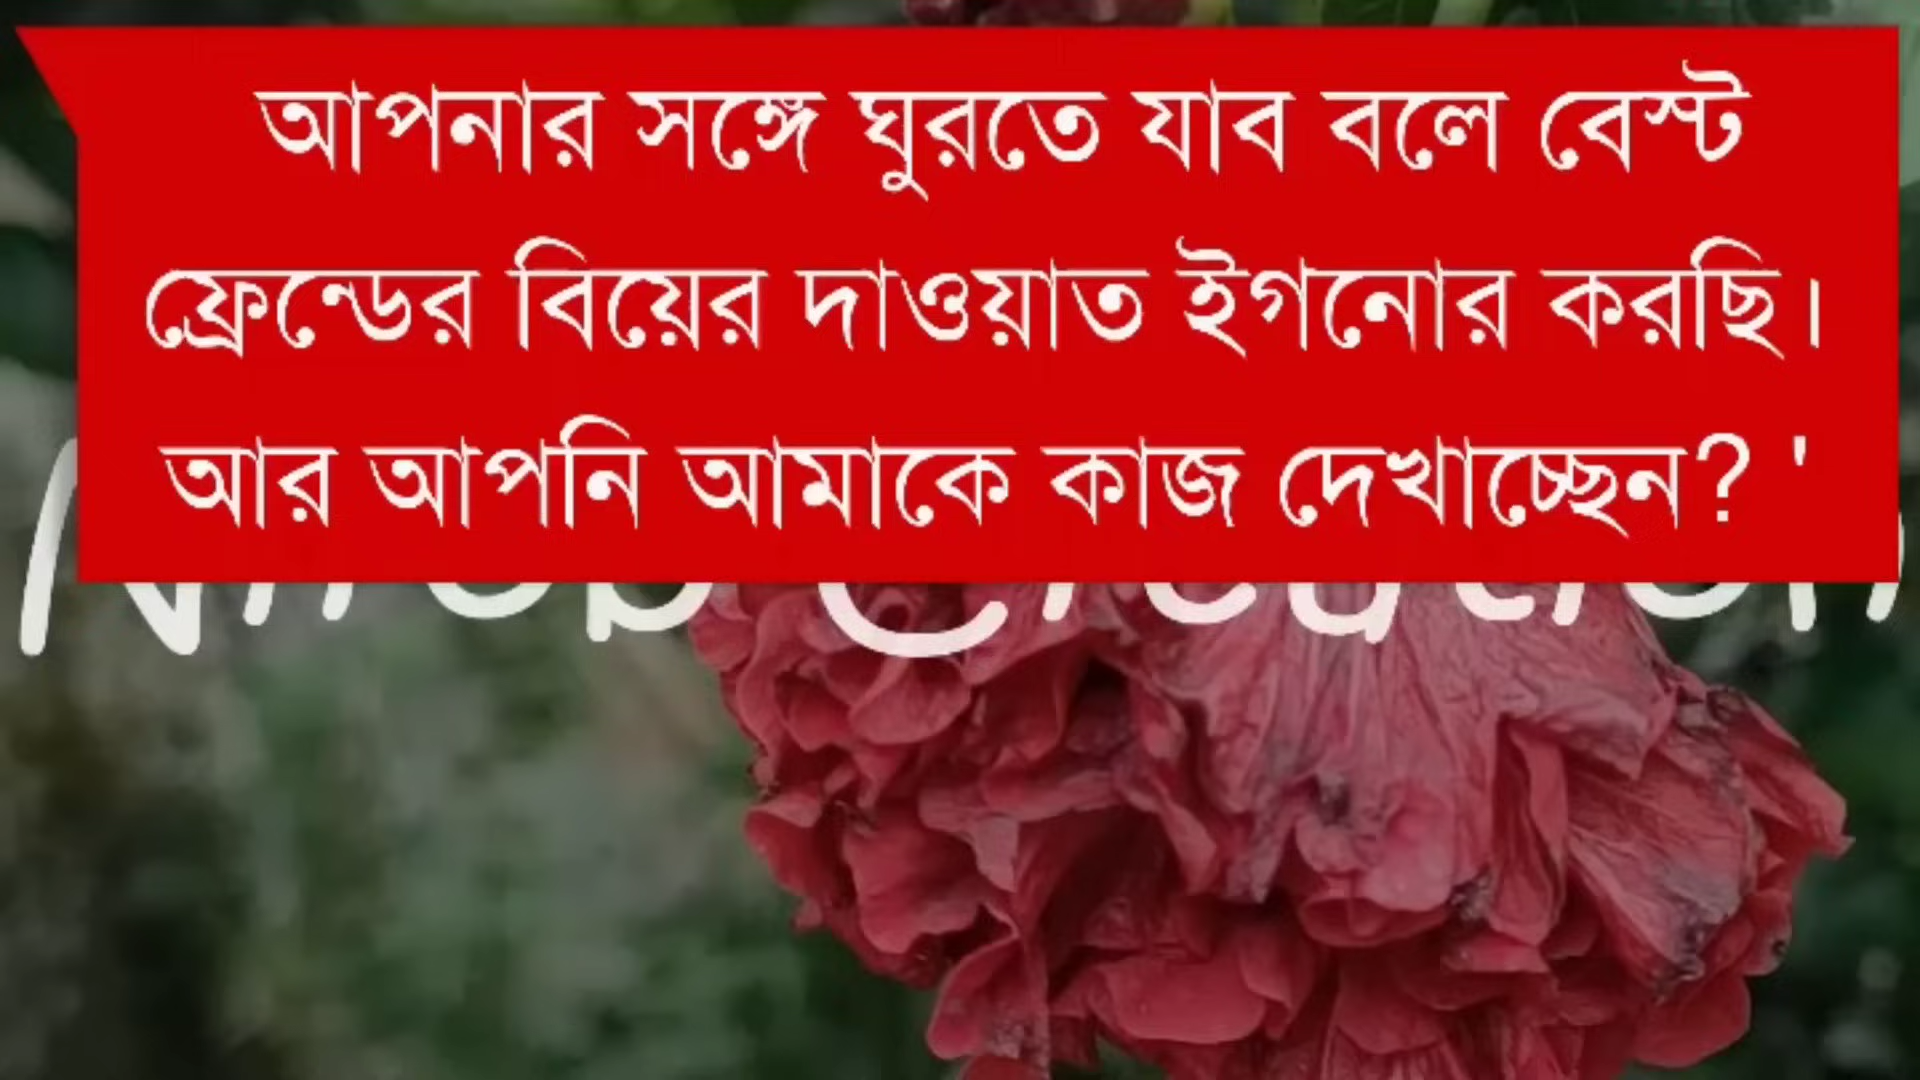 আপনার সঙ্গে ঘুরতে যাব বলে বেস্ট
ফ্রেন্ডের বিয়ের দাওয়াত ইগনোর করছি।
আর আপনি আমাকে কাজ দেখাচ্ছেন? '